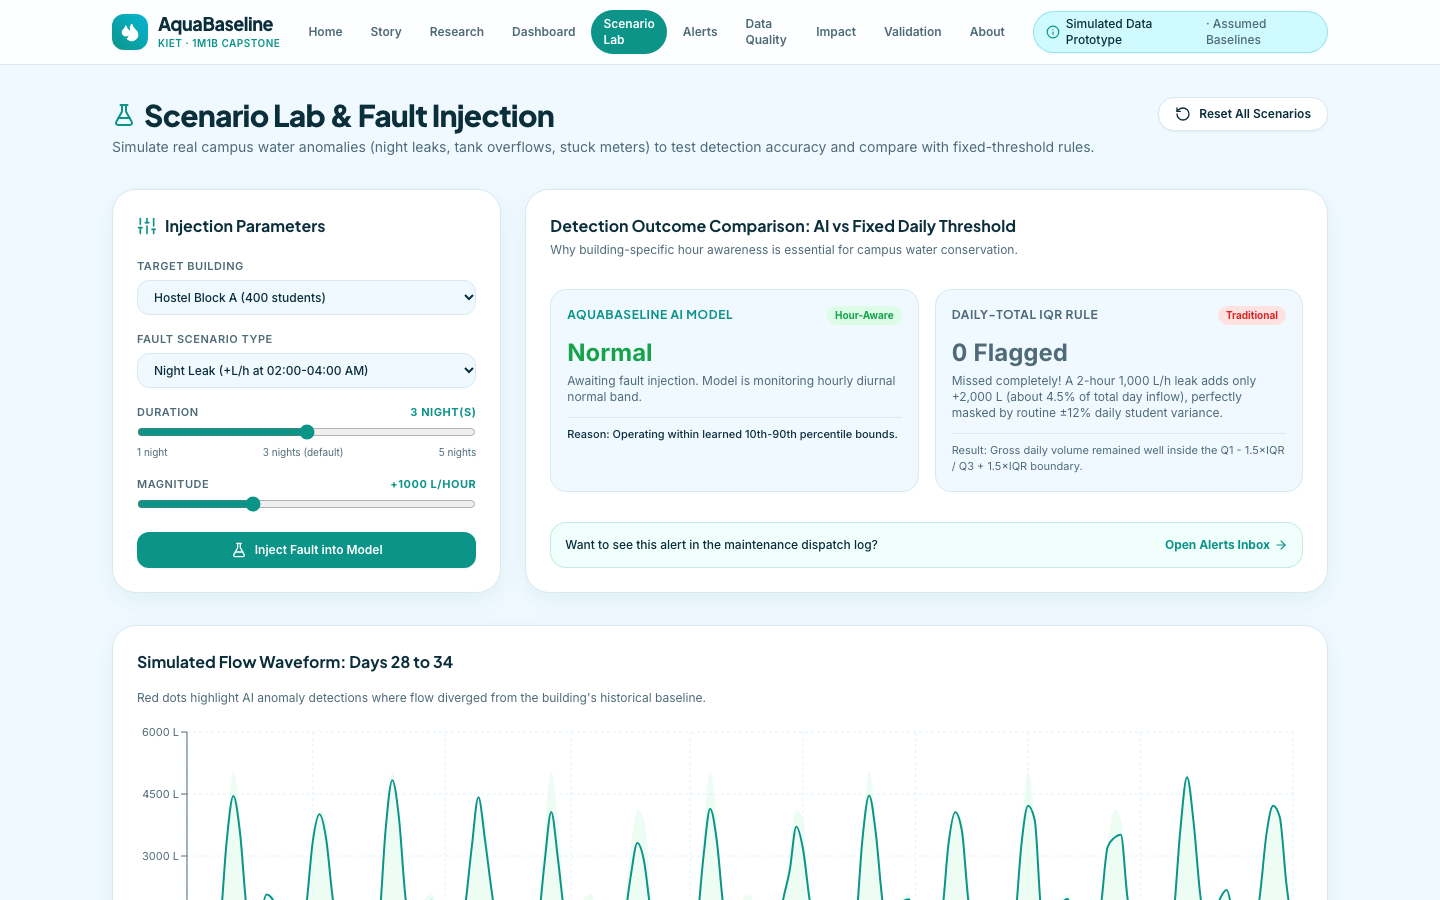 AquaBaseline
KIET · 1M1B CAPSTONE
Home
Story
Research
Dashboard
Scenario
Lab
Alerts
Data
Quality
Impact
Validation
About
Simulated Data
Prototype
· Assumed
Baselines
Scenario Lab & Fault Injection
Simulate real campus water anomalies (night leaks, tank overflows, stuck meters) to test detection accuracy and compare with fixed-threshold rules.
Reset All Scenarios
Injection Parameters
TARGET BUILDING
Hostel Block A (400 students)
FAULT SCENARIO TYPE
Night Leak (+L/h at 02:00-04:00 AM)
DURATION
3 NIGHT(S)
1 night
3 nights (default)
5 nights
MAGNITUDE
+1000 L/HOUR
Inject Fault into Model
Detection Outcome Comparison: AI vs Fixed Daily Threshold
Why building-specific hour awareness is essential for campus water conservation.
AQUABASELINE AI MODEL
Hour-Aware
Normal
Awaiting fault injection. Model is monitoring hourly diurnal
normal band.
Reason: Operating within learned 10th-90th percentile bounds.
DAILY-TOTAL IQR RULE
Traditional
0 Flagged
Missed completely! A 2-hour 1,000 L/h leak adds only
+2,000 L (about 4.5% of total day inflow), perfectly
masked by routine ±12% daily student variance.
Result: Gross daily volume remained well inside the Q1 - 1.5×IQR
/ Q3 + 1.5×IQR boundary.
Want to see this alert in the maintenance dispatch log?
Open Alerts Inbox →
Simulated Flow Waveform: Days 28 to 34
Red dots highlight AI anomaly detections where flow diverged from the building's historical baseline.
6000 L
4500 L
3000 L